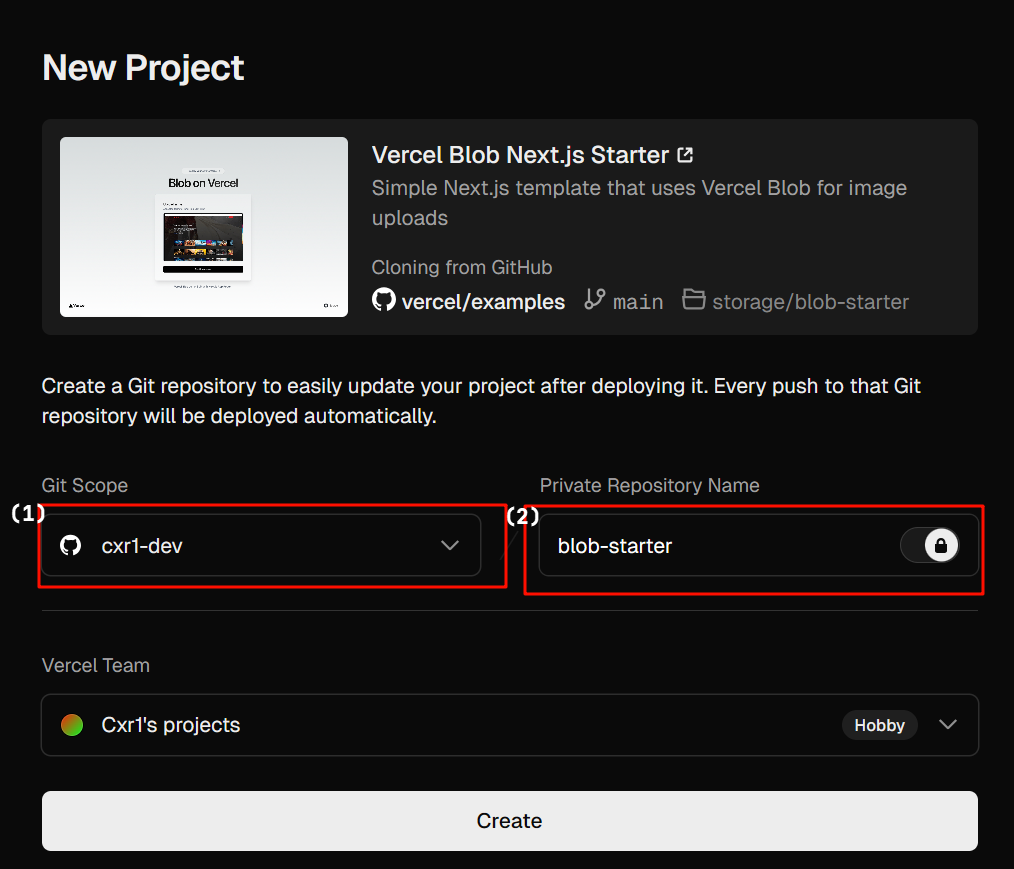 New Project
Blob on Vercel
Vercel Blob Next.js Starter
Simple Next.js template that uses Vercel Blob for image
uploads
Cloning from GitHub
vercel/examples main storage/blob-starter
Create a Git repository to easily update your project after deploying it. Every push to that Git
repository will be deployed automatically.
Git Scope Private Repository Name
(1) (2)
cxr1-dev blob-starter
Vercel Team
Cxr1's projects Hobby
Create